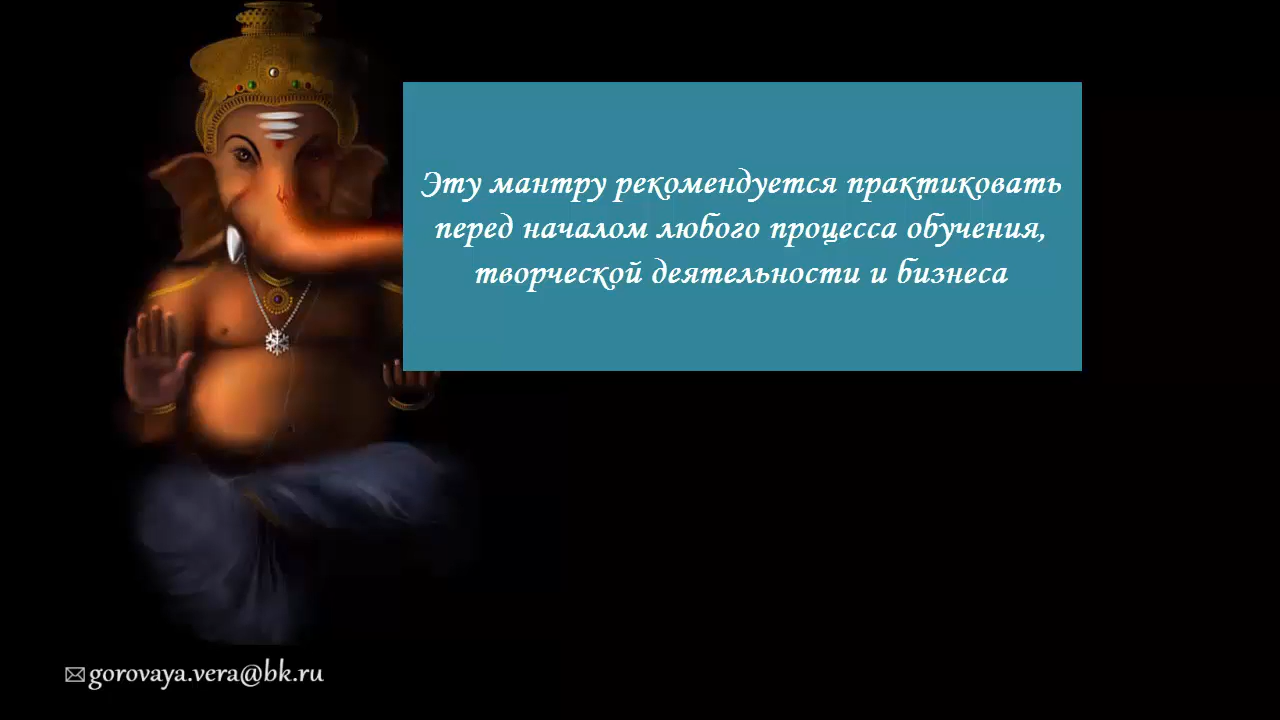 Эту мантру рекомендуется практиковать
перед началом любого процесса обучения,
творческой деятельности и бизнеса
gorovaya.vera@bk.ru